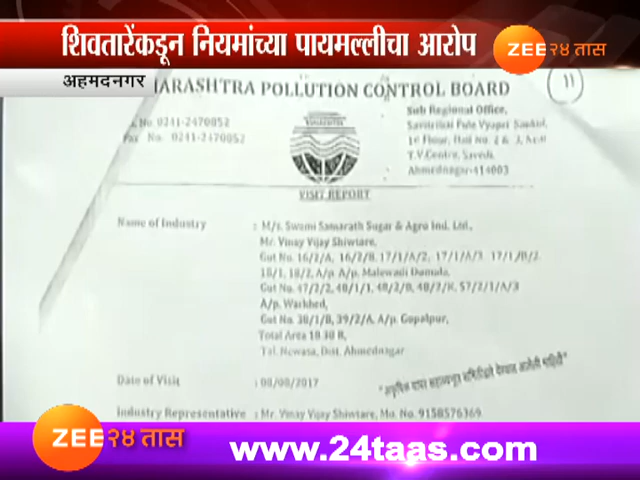 शिवतारेंकडून नियमांच्या पायमल्लीचा आरोप
ZEE २४ तास
अहमदनगर
ARASHTRA POLLUTION CONTROL BOARD
11
No 0241-2470852
Fax No. 0241-2470852
Sub Regional Office,
Savitribai Fule Vyapari Sankul,
1st Floor, Hall No. 2 & 3,
T.V.Centre, Savedi,
Ahmednagar-414003
VISIT REPORT
Name of Industry : M/s. Swami Samarath Sugar & Agro Ind. Ltd.,
Mr. Vinay Vijay Shiwtare,
Gut No. 16/2/A, 16/2/B, 17/1/A/2, 17/1/A/3, 17/1/B/2
18/1, 18/2, A/p. A/p. Malewadi Dumala,
Gut No. 47/2/2, 48/1/1, 48/2/B, 48/2/K, 57/2/1/A/3
A/p. Warkhed,
Gut No. 38/1/B, 39/2/A, A/p. Gopalpur,
Total Area 18.38 R,
Tal. Newasa, Dist. Ahmednagar
Date of Visit : 08/08/2017
Industry Representative : Mr. Vinay Vijay Shiwtare, Mo. No. 9158576369
ZEE २४ तास
www.24taas.com